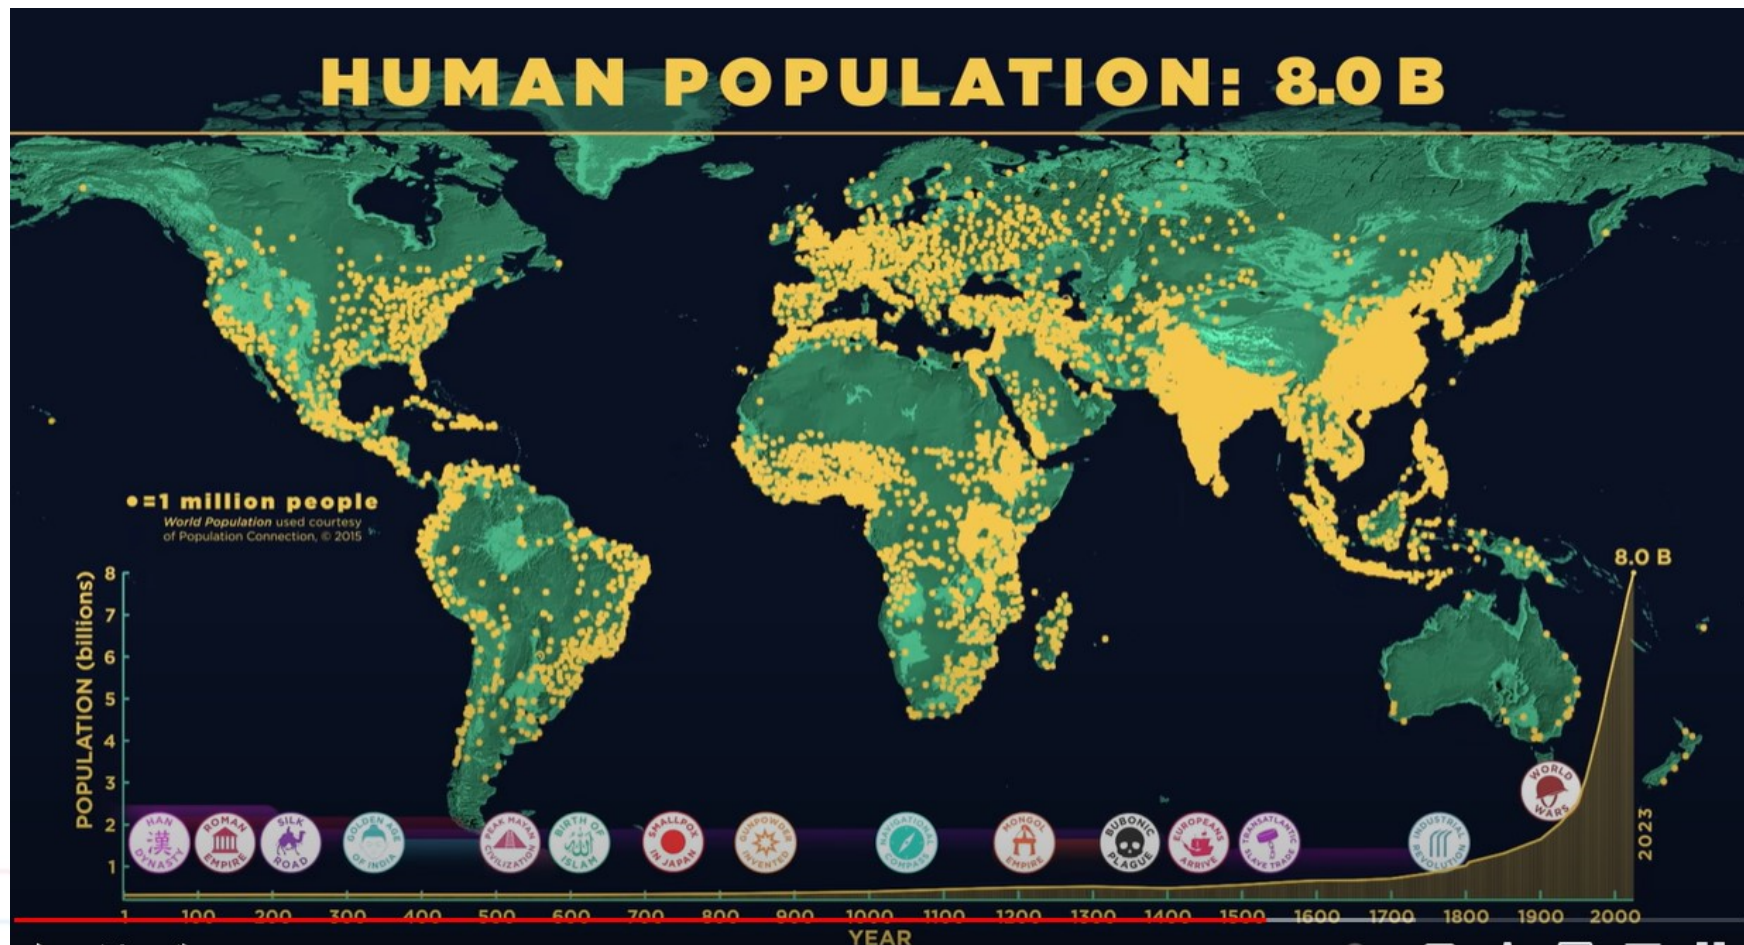 HUMAN POPULATION: 8.0 B
●=1 million people
World Population used courtesy
of Population Connection, © 2015
8.0 B
POPULATION (billions)
8
7
6
5
4
3
2
1
HAN 漢 DYNASTY
ROMAN EMPIRE
SILK ROAD
GOLDEN AGE OF INDIA
PEAK MAYAN CIVILIZATION
BIRTH OF ISLAM
SMALLPOX IN JAPAN
GUNPOWDER INVENTED
NAVIGATIONAL COMPASS
MONGOL EMPIRE
BUBONIC PLAGUE
EUROPEANS ARRIVE
TRANSATLANTIC SLAVE TRADE
INDUSTRIAL REVOLUTION
WORLD WARS
2023
1 100 200 300 400 500 600 700 800 900 1000 1100 1200 1300 1400 1500 1600 1700 1800 1900 2000
YEAR